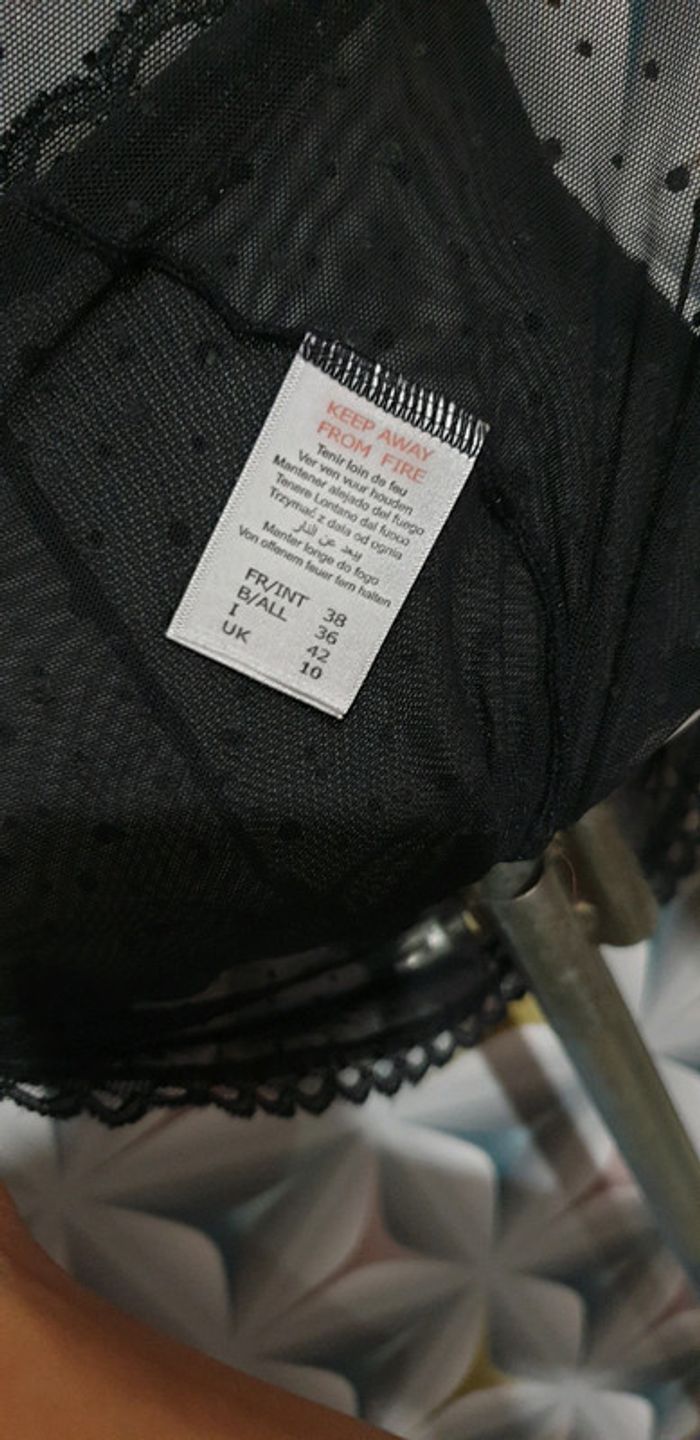 KEEP AWAY
FROM FIRE
Tenir loin de feu
Ver ven vuur houden
Mantener alejado del fuego
Tenere Lontano dal fuoco
Trzymać z dala od ognia
يبعد عن النار
Manter longe do fogo
Von offenem feuer fern halten
FR/INT 38
B/ALL 36
I 42
UK 10